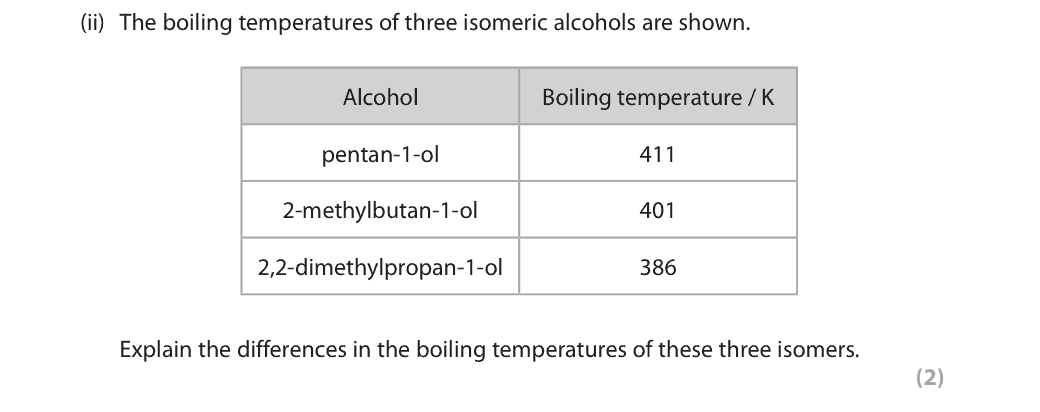 (ii) The boiling temperatures of three isomeric alcohols are shown.
Alcohol Boiling temperature / K
pentan-1-ol 411
2-methylbutan-1-ol 401
2,2-dimethylpropan-1-ol 386
Explain the differences in the boiling temperatures of these three isomers.
(2)